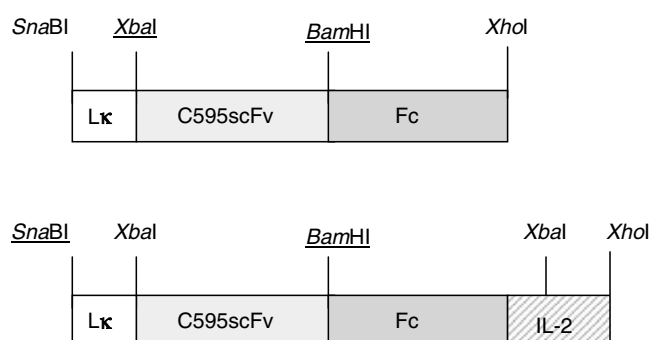 SnaBI XbaI BamHI XhoI
Lκ C595scFv Fc
SnaBI XbaI BamHI XbaI XhoI
Lκ C595scFv Fc IL-2